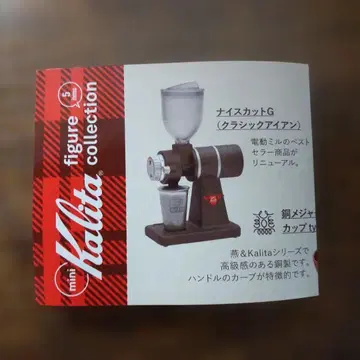 mini Kalita®
figure
collection
5
ナイスカットG
(クラシックアイアン)
電動ミルのベスト
セラー商品が
リニューアル。
銅メジャ
カップ tv
燕&Kalitaシリーズで
高級感のある銅製です。
ハンドルのカーブが特徴的です。